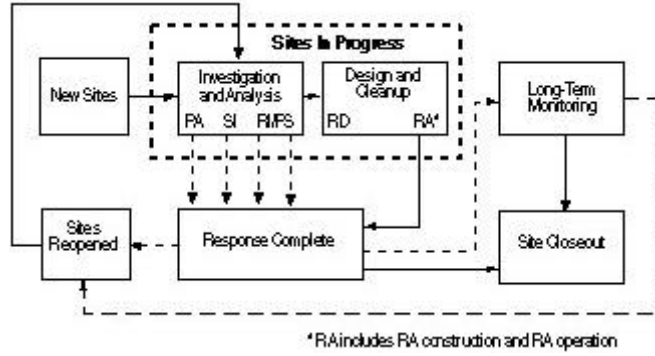 Sites In Progress
New Sites
Investigation
and Analysis
PA SI RI/FS
Design and
Cleanup
RD RA*
Long-Term
Monitoring
Sites
Reopened
Response Complete
Site Closeout
*RA includes RA construction and RA operation